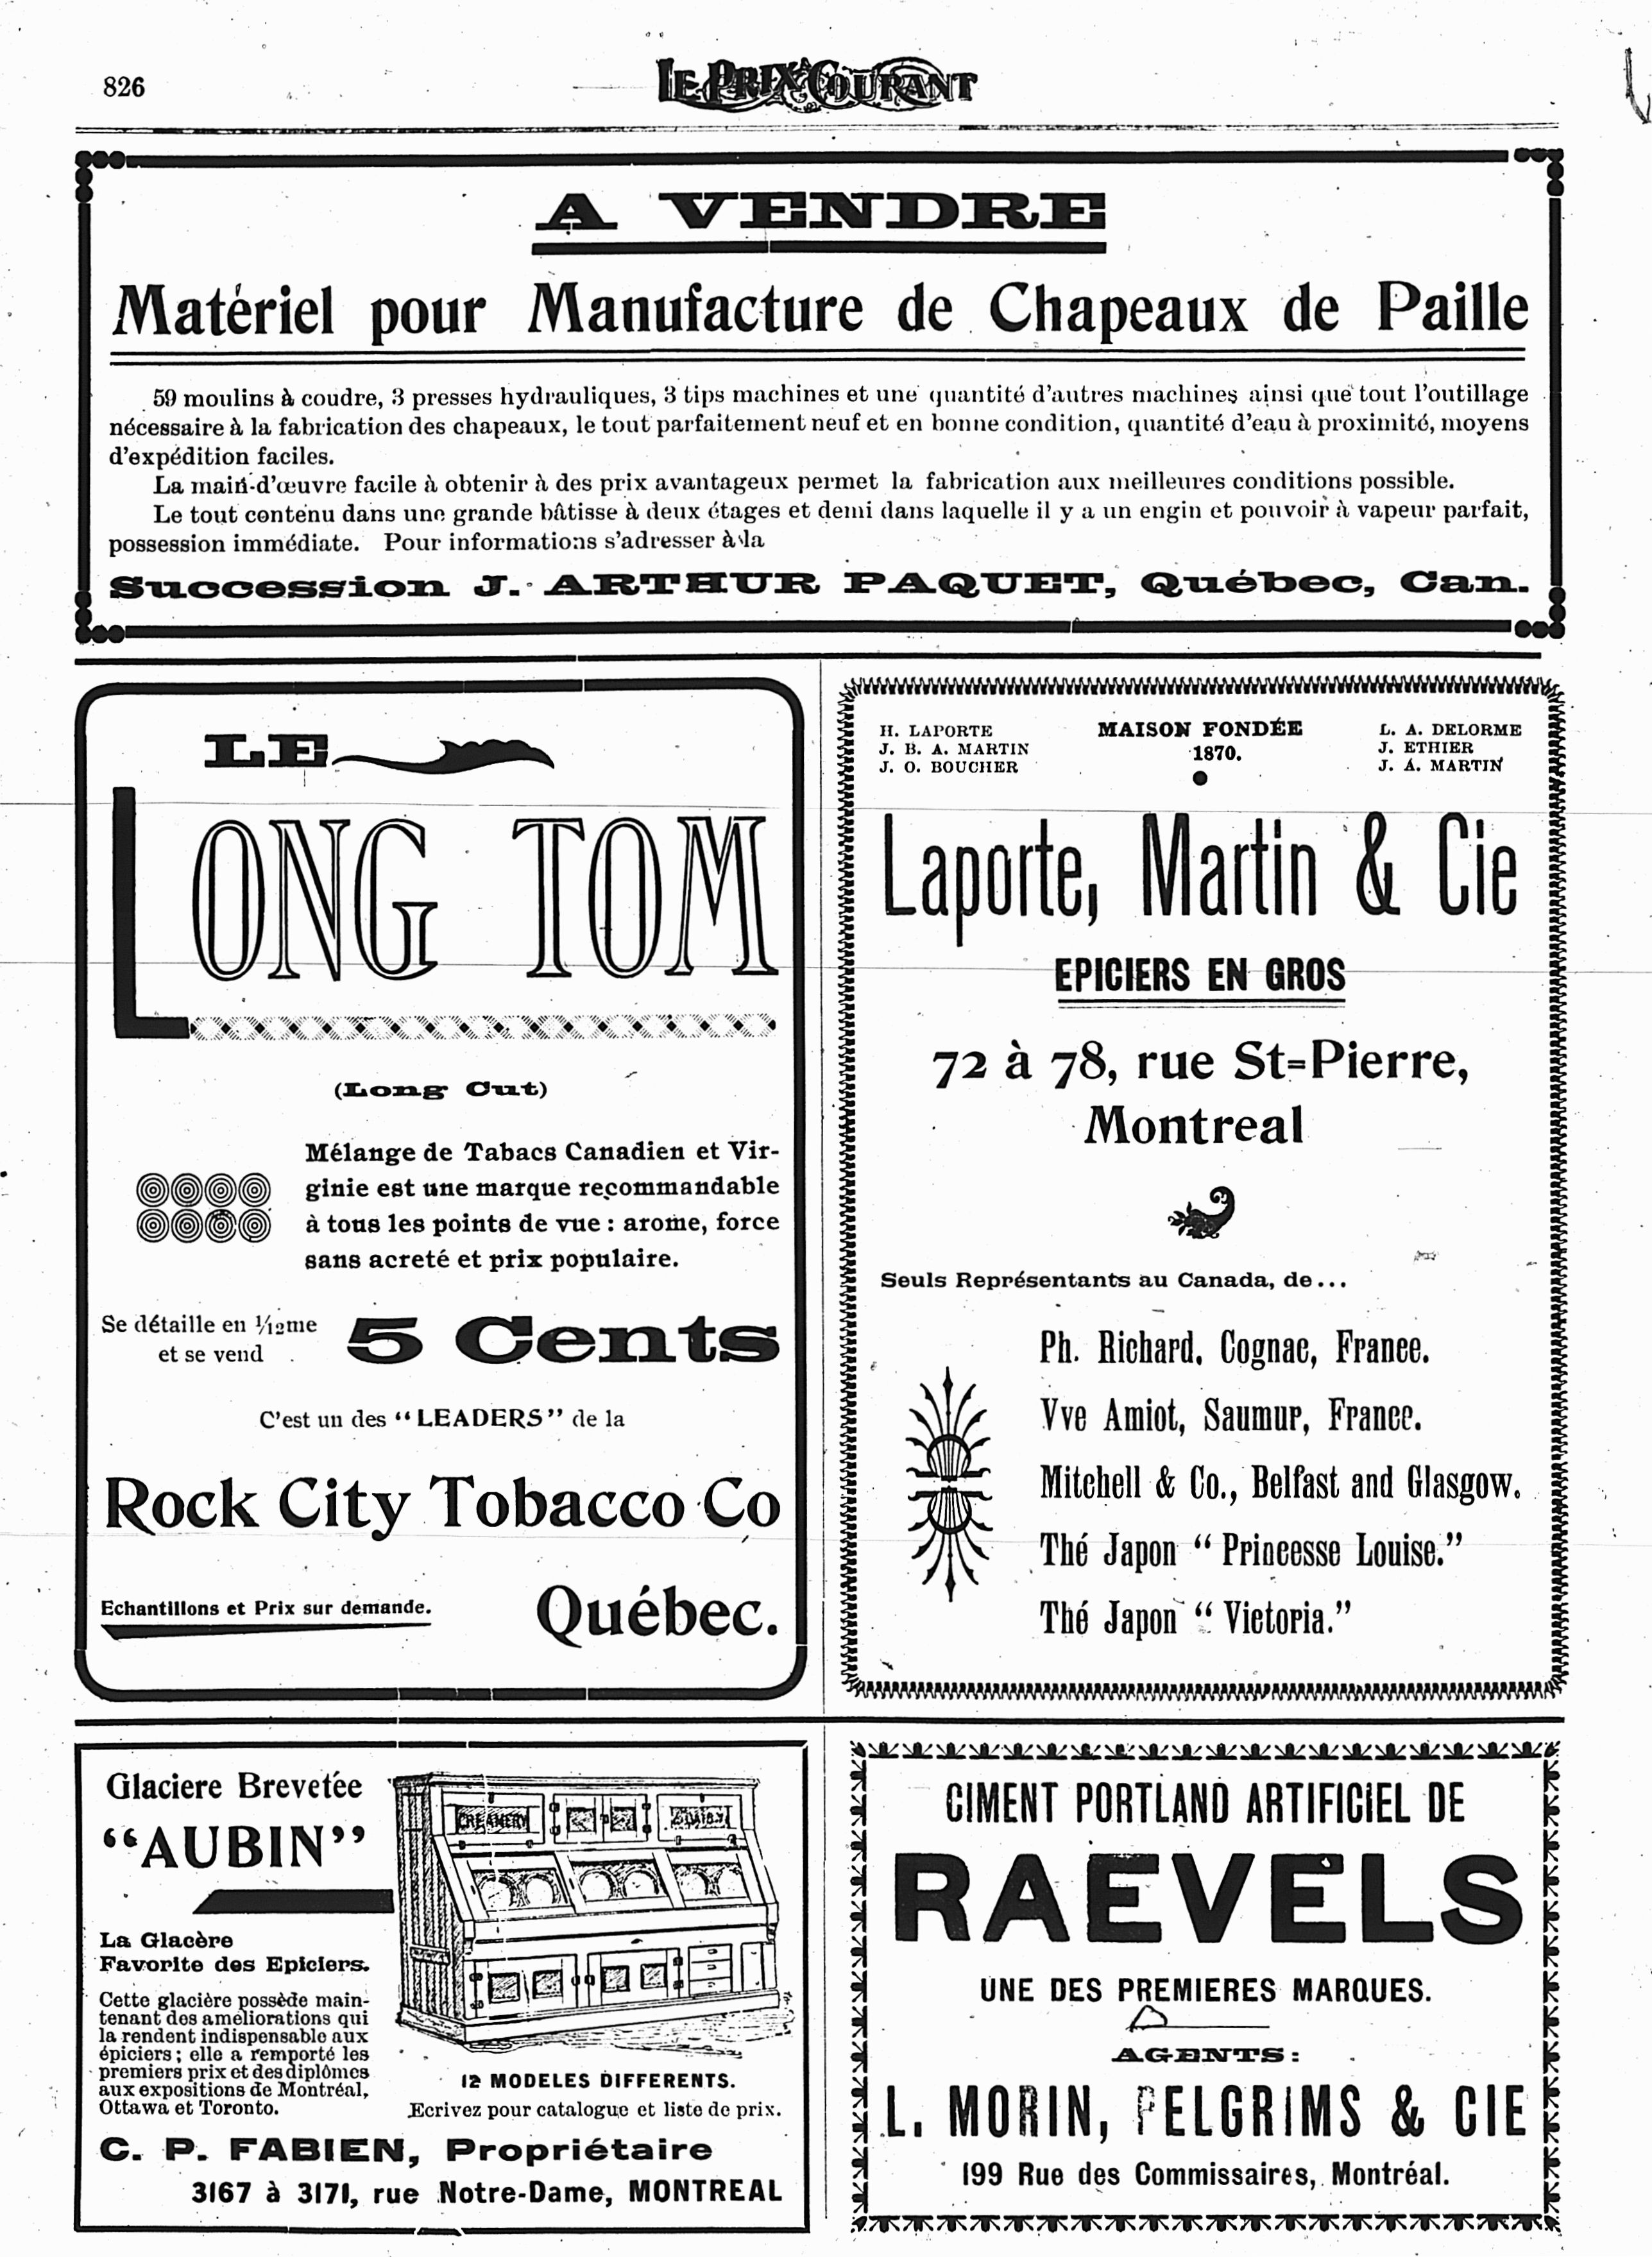 826
LE PRIX COURANT
A VENDRE
Matériel pour Manufacture de Chapeaux de Paille
59 moulins à coudre, 3 presses hydrauliques, 3 tips machines et une quantité d'autres machines ainsi que tout l'outillage
nécessaire à la fabrication des chapeaux, le tout parfaitement neuf et en bonne condition, quantité d'eau à proximité, moyens
d'expédition faciles.
La main-d'œuvre facile à obtenir à des prix avantageux permet la fabrication aux meilleures conditions possible.
Le tout contenu dans une grande bâtisse à deux étages et demi dans laquelle il y a un engin et pouvoir à vapeur parfait,
possession immédiate. Pour informations s'adresser à la
Succession J. ARTHUR PAQUET, Québec, Can.
LE
LONG TOM
(Long Cut)
Mélange de Tabacs Canadien et Vir-
ginie est une marque recommandable
à tous les points de vue : arome, force
sans acreté et prix populaire.
Se détaille en 1/12me
et se vend
5 Cents
C'est un des "LEADERS" de la
Rock City Tobacco Co
Echantillons et Prix sur demande.
Québec.
H. LAPORTE
J. B. A. MARTIN
J. O. BOUCHER
MAISON FONDÉE
1870.
L. A. DELORME
J. ETHIER
J. A. MARTIN
Laporte, Martin & Cie
EPICIERS EN GROS
72 à 78, rue St=Pierre,
Montreal
Seuls Représentants au Canada, de...
Ph. Richard, Cognac, France.
Vve Amiot, Saumur, France.
Mitchell & Co., Belfast and Glasgow.
Thé Japon "Princesse Louise."
Thé Japon "Victoria."
Glaciere Brevetée
"AUBIN"
La Glacère
Favorite des Epiciers.
Cette glacière possède main-
tenant des améliorations qui
la rendent indispensable aux
épiciers ; elle a remporté les
premiers prix et des diplômes
aux expositions de Montréal,
Ottawa et Toronto.
CREAMERY
DAIRY
12 MODELES DIFFERENTS.
Ecrivez pour catalogue et liste de prix.
C. P. FABIEN, Propriétaire
3167 à 3171, rue Notre-Dame, MONTREAL
CIMENT PORTLAND ARTIFICIEL DE
RAEVELS
UNE DES PREMIERES MARQUES.
AGENTS:
L. MORIN, PELGRIMS & CIE
199 Rue des Commissaires, Montréal.